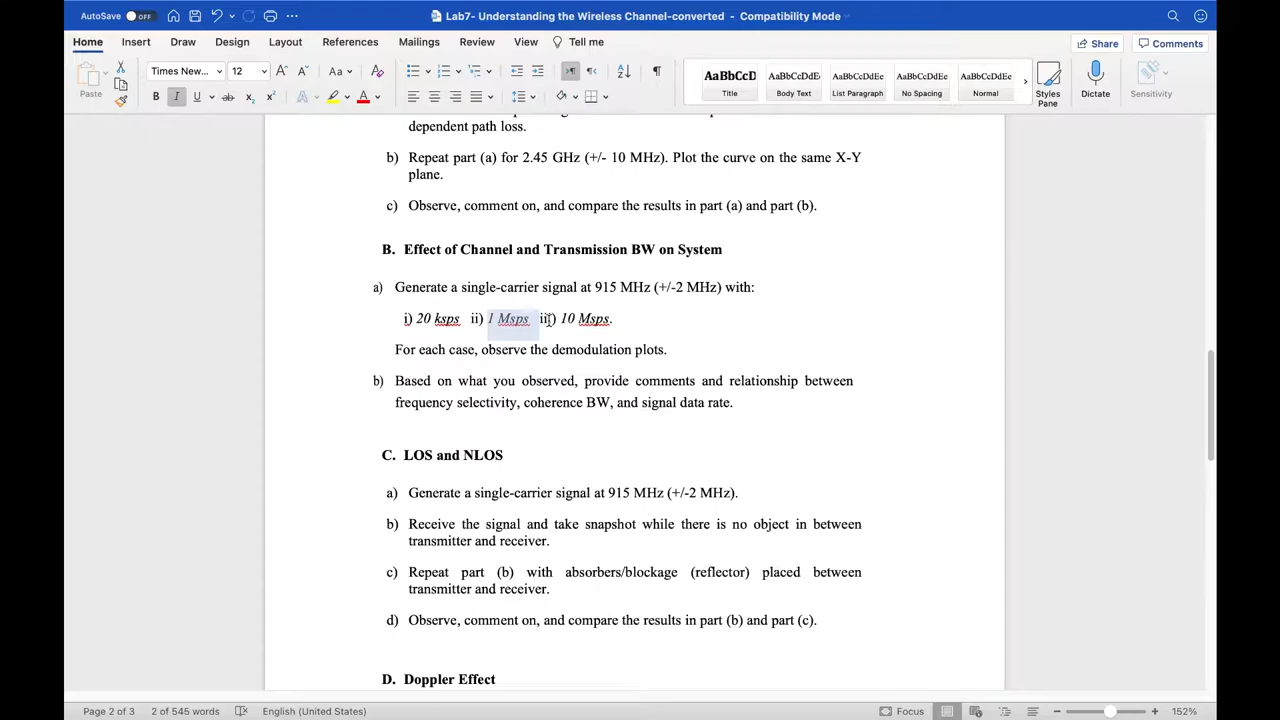 AutoSave OFF
Lab7- Understanding the Wireless Channel-converted - Compatibility Mode
Home Insert Draw Design Layout References Mailings Review View Tell me
Share Comments
Paste
Times New... 12
AaBbCcD AaBbCcDdE AaBbCcDdEe AaBbCcDdEe AaBbCcDdEe
Title Body Text List Paragraph No Spacing Normal
Styles Pane Dictate Sensitivity
dependent path loss.
b) Repeat part (a) for 2.45 GHz (+/- 10 MHz). Plot the curve on the same X-Y
plane.
c) Observe, comment on, and compare the results in part (a) and part (b).
B. Effect of Channel and Transmission BW on System
a) Generate a single-carrier signal at 915 MHz (+/-2 MHz) with:
i) 20 ksps ii) 1 Msps iii) 10 Msps.
For each case, observe the demodulation plots.
b) Based on what you observed, provide comments and relationship between
frequency selectivity, coherence BW, and signal data rate.
C. LOS and NLOS
a) Generate a single-carrier signal at 915 MHz (+/-2 MHz).
b) Receive the signal and take snapshot while there is no object in between
transmitter and receiver.
c) Repeat part (b) with absorbers/blockage (reflector) placed between
transmitter and receiver.
d) Observe, comment on, and compare the results in part (b) and part (c).
D. Doppler Effect
Page 2 of 3 2 of 545 words English (United States) Focus 152%